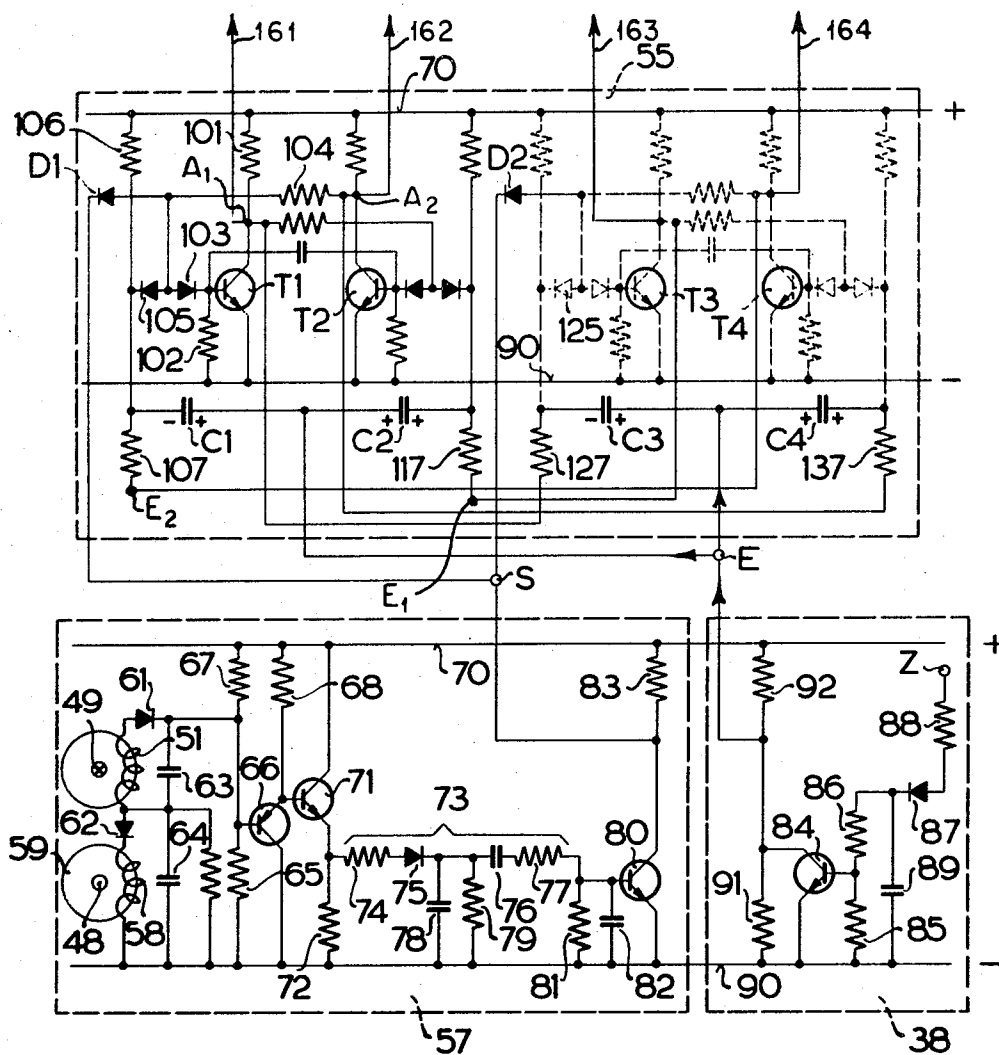 161 162 163 164
70 55
106 101 104 +
D1 A1 A2 D2
103
T1 T2 T3 T4
105 125
102 90 −
C1 C2 C3 C4
- + + - + +
107 117 127 137
E2
E
S
E1
70 +
61 67 68 83 92 Z
49 51 88
66 71
63 73 86
62 64 80 84 87
59 89
65 74 75 76 77 91
48 58 78 79 85
72 81 82 90 −
57 38